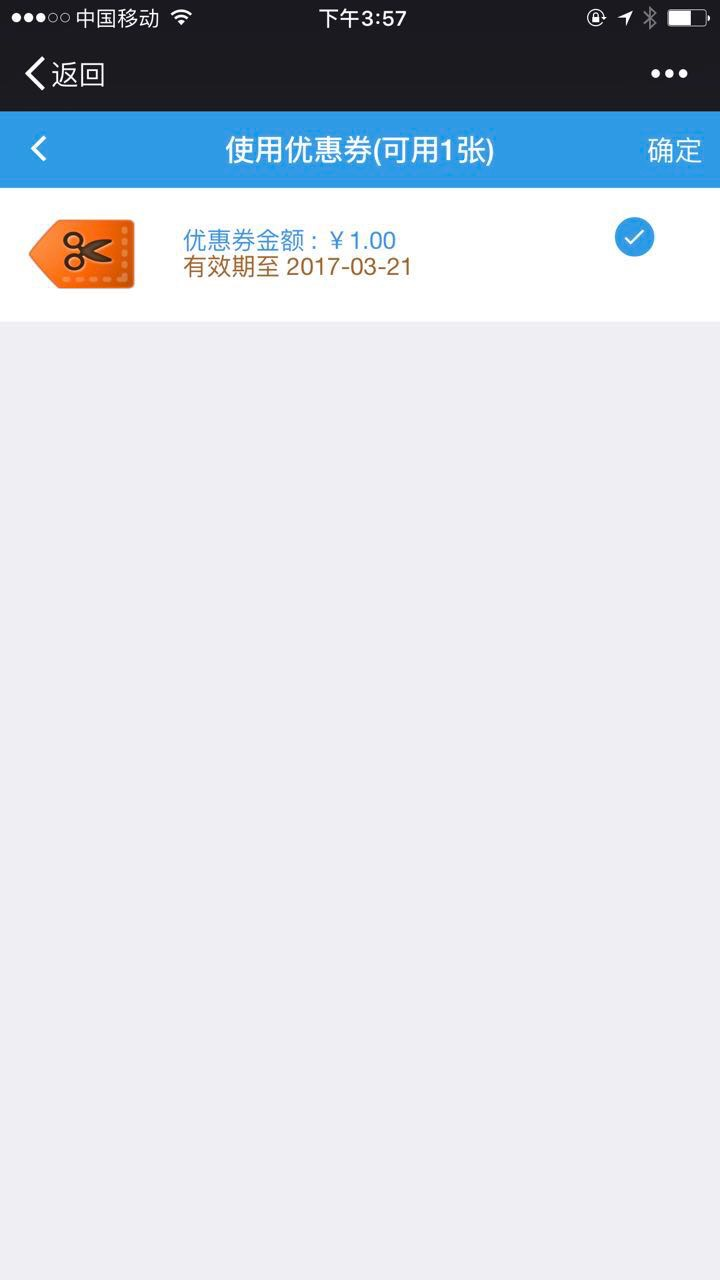 中国移动
下午3:57
返回
使用优惠券(可用1张)
确定
优惠券金额：￥1.00
有效期至 2017-03-21